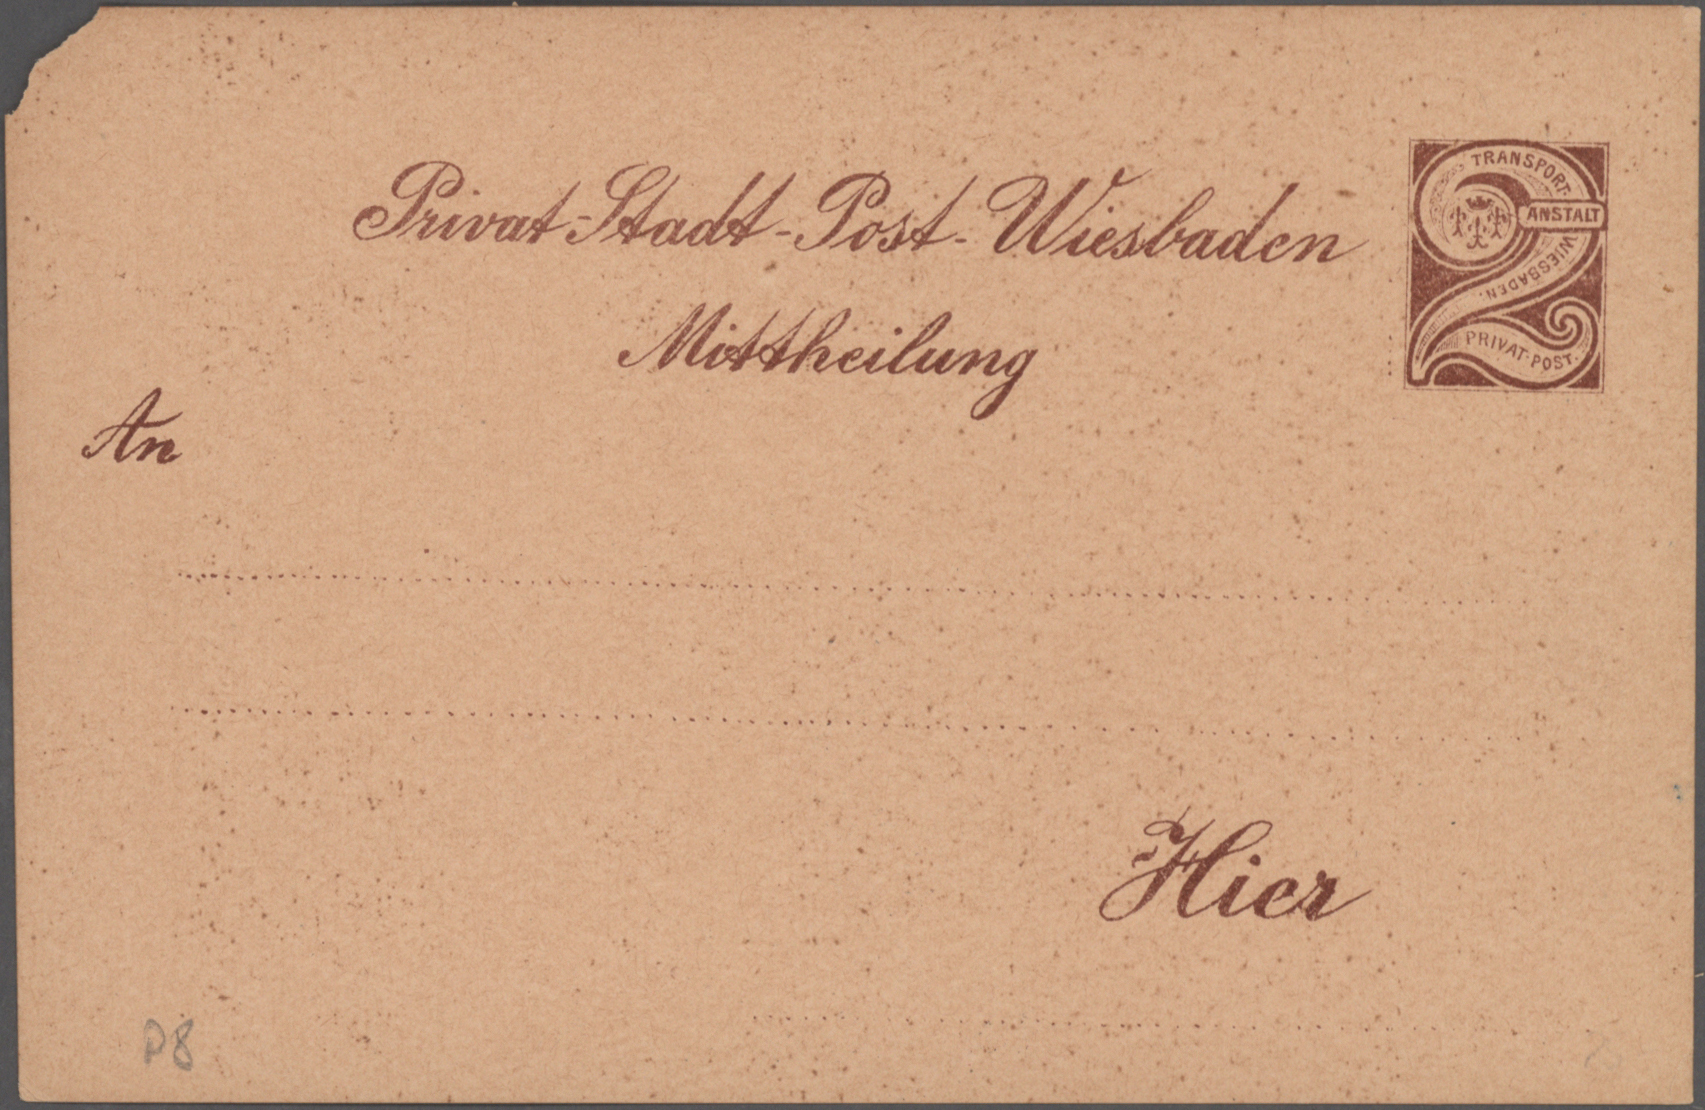 Privat-Stadt-Post-Wiesbaden
TRANSPORT-
ANSTALT
WIESBADEN.
PRIVAT-POST.
Mittheilung
An
Hier
P8